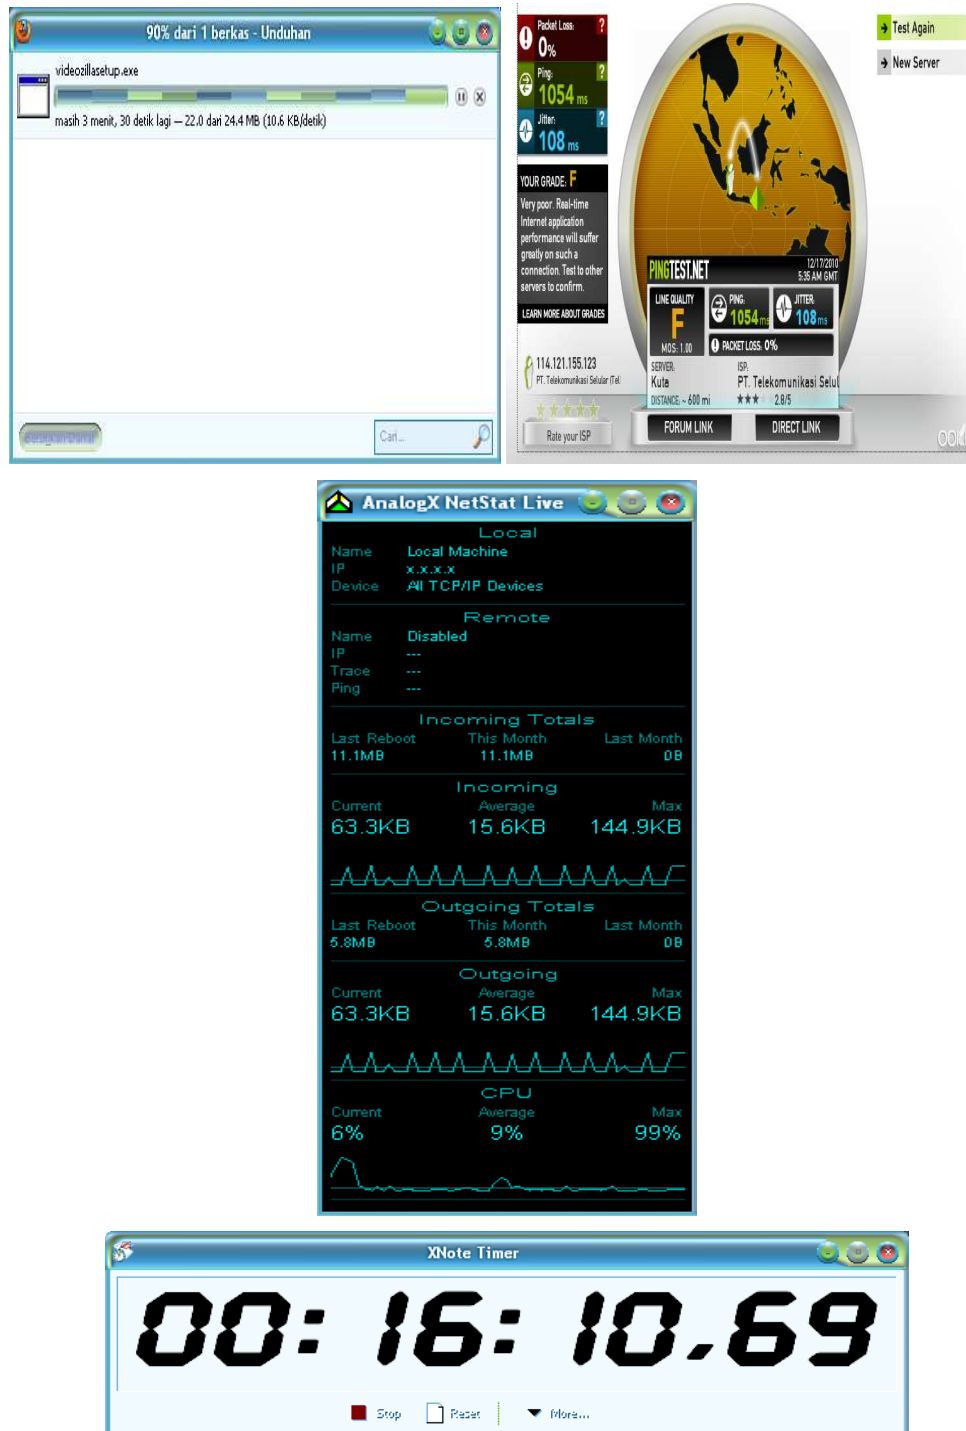 90% dari 1 berkas - Unduhan
videozillasetup.exe
masih 3 menit, 30 detik lagi — 22.0 dari 24.4 MB (10.6 KB/detik)
Cari...
Packet Loss: ?
0%
Ping: ?
1054 ms
Jitter: ?
108 ms
YOUR GRADE: F
Very poor. Real-time
Internet application
performance will suffer
greatly on such a
connection. Test to other
servers to confirm.
LEARN MORE ABOUT GRADES
114.121.155.123
PT. Telekomunikasi Selular (Tel
Rate your ISP
Test Again
New Server
PINGTEST.NET
12/17/2010
5:35 AM GMT
LINE QUALITY
F
MOS: 1.00
PING:
1054 ms
JITTER:
108 ms
PACKET LOSS: 0%
SERVER: ISP:
Kuta PT. Telekomunikasi Selul
DISTANCE: ~ 600 mi ★★★ 2.8/5
FORUM LINK DIRECT LINK
AnalogX NetStat Live
Local
Name Local Machine
IP x.x.x.x
Device All TCP/IP Devices
Remote
Name Disabled
IP ---
Trace ---
Ping ---
Incoming Totals
Last Reboot This Month Last Month
11.1MB 11.1MB 0B
Incoming
Current Average Max
63.3KB 15.6KB 144.9KB
Outgoing Totals
Last Reboot This Month Last Month
5.8MB 5.8MB 0B
Outgoing
Current Average Max
63.3KB 15.6KB 144.9KB
CPU
Current Average Max
6% 9% 99%
XNote Timer
00:16:10.69
Stop Reset More...